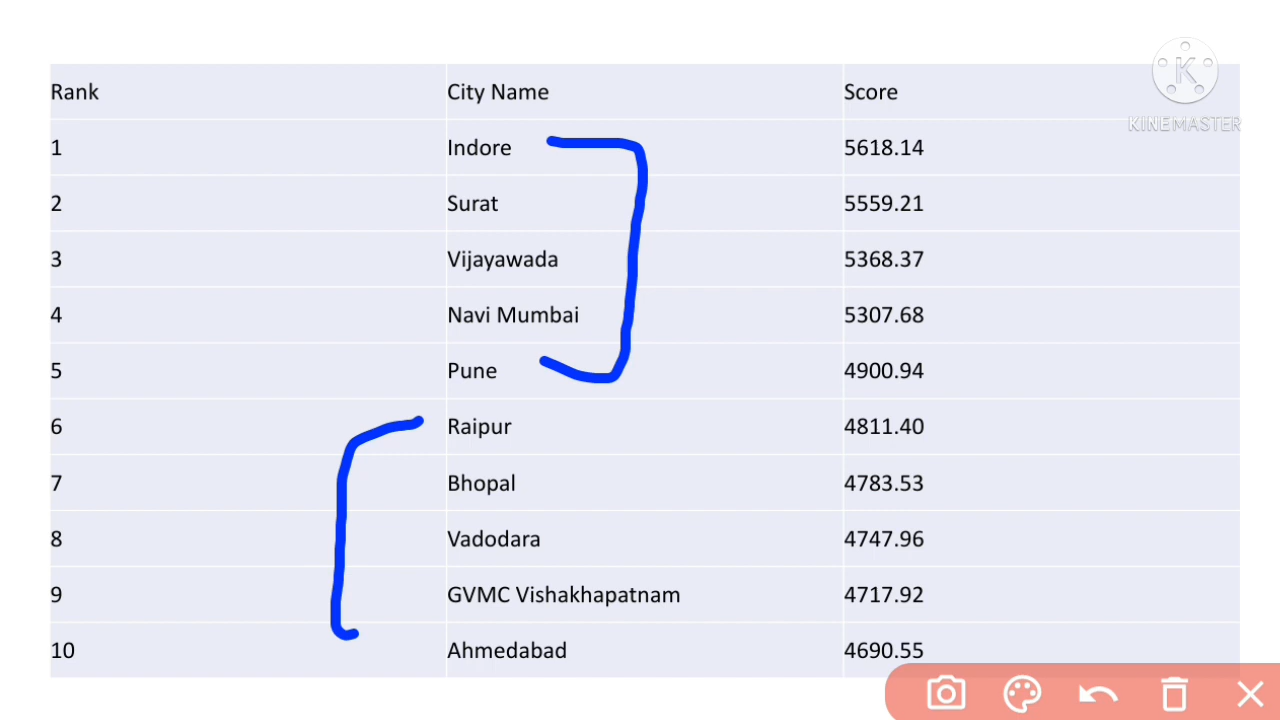 Rank City Name Score
1 Indore 5618.14
2 Surat 5559.21
3 Vijayawada 5368.37
4 Navi Mumbai 5307.68
5 Pune 4900.94
6 Raipur 4811.40
7 Bhopal 4783.53
8 Vadodara 4747.96
9 GVMC Vishakhapatnam 4717.92
10 Ahmedabad 4690.55
K
KINEMASTER